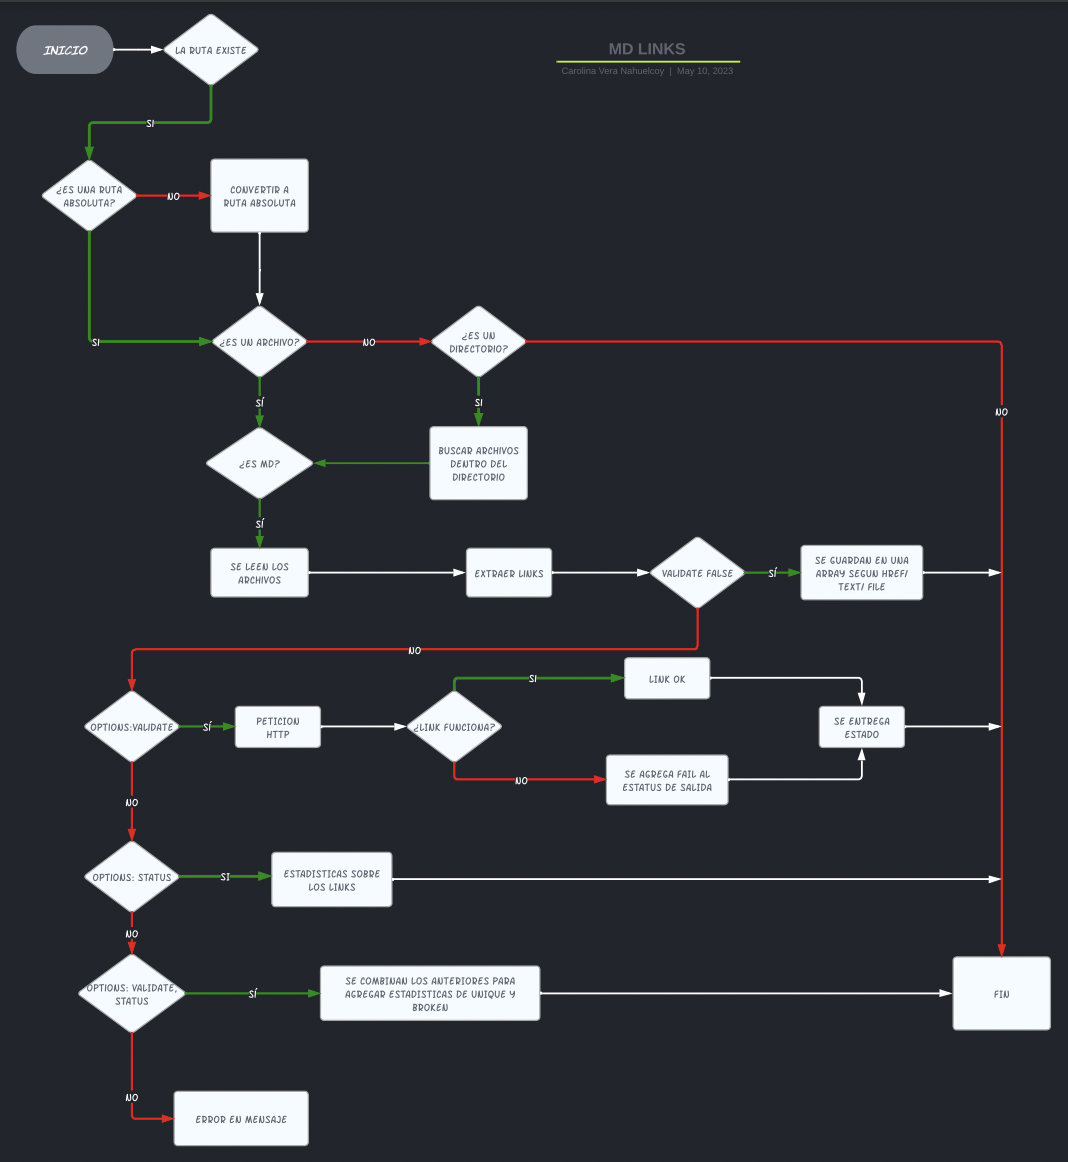 INICIO
LA RUTA EXISTE
MD LINKS
Carolina Vera Nahuelcoy | May 10, 2023
SI
¿ES UNA RUTA
ABSOLUTA?
NO
CONVERTIR A
RUTA ABSOLUTA
SI
¿ES UN ARCHIVO?
NO
¿ES UN
DIRECTORIO?
NO
SÍ
SI
¿ES MD?
BUSCAR ARCHIVOS
DENTRO DEL
DIRECTORIO
SÍ
SE LEEN LOS
ARCHIVOS
EXTRAER LINKS
VALIDATE FALSE
SÍ
SE GUARDAN EN UNA
ARRAY SEGUN HREF/
TEXT/ FILE
NO
OPTIONS:VALIDATE
SÍ
PETICION
HTTP
¿LINK FUNCIONA?
SI
LINK OK
NO
SE AGREGA FAIL AL
ESTATUS DE SALIDA
SE ENTREGA
ESTADO
NO
OPTIONS: STATUS
SI
ESTADISTICAS SOBRE
LOS LINKS
NO
OPTIONS: VALIDATE,
STATUS
SÍ
SE COMBINAN LOS ANTERIORES PARA
AGREGAR ESTADISTICAS DE UNIQUE Y
BROKEN
FIN
NO
ERROR EN MENSAJE